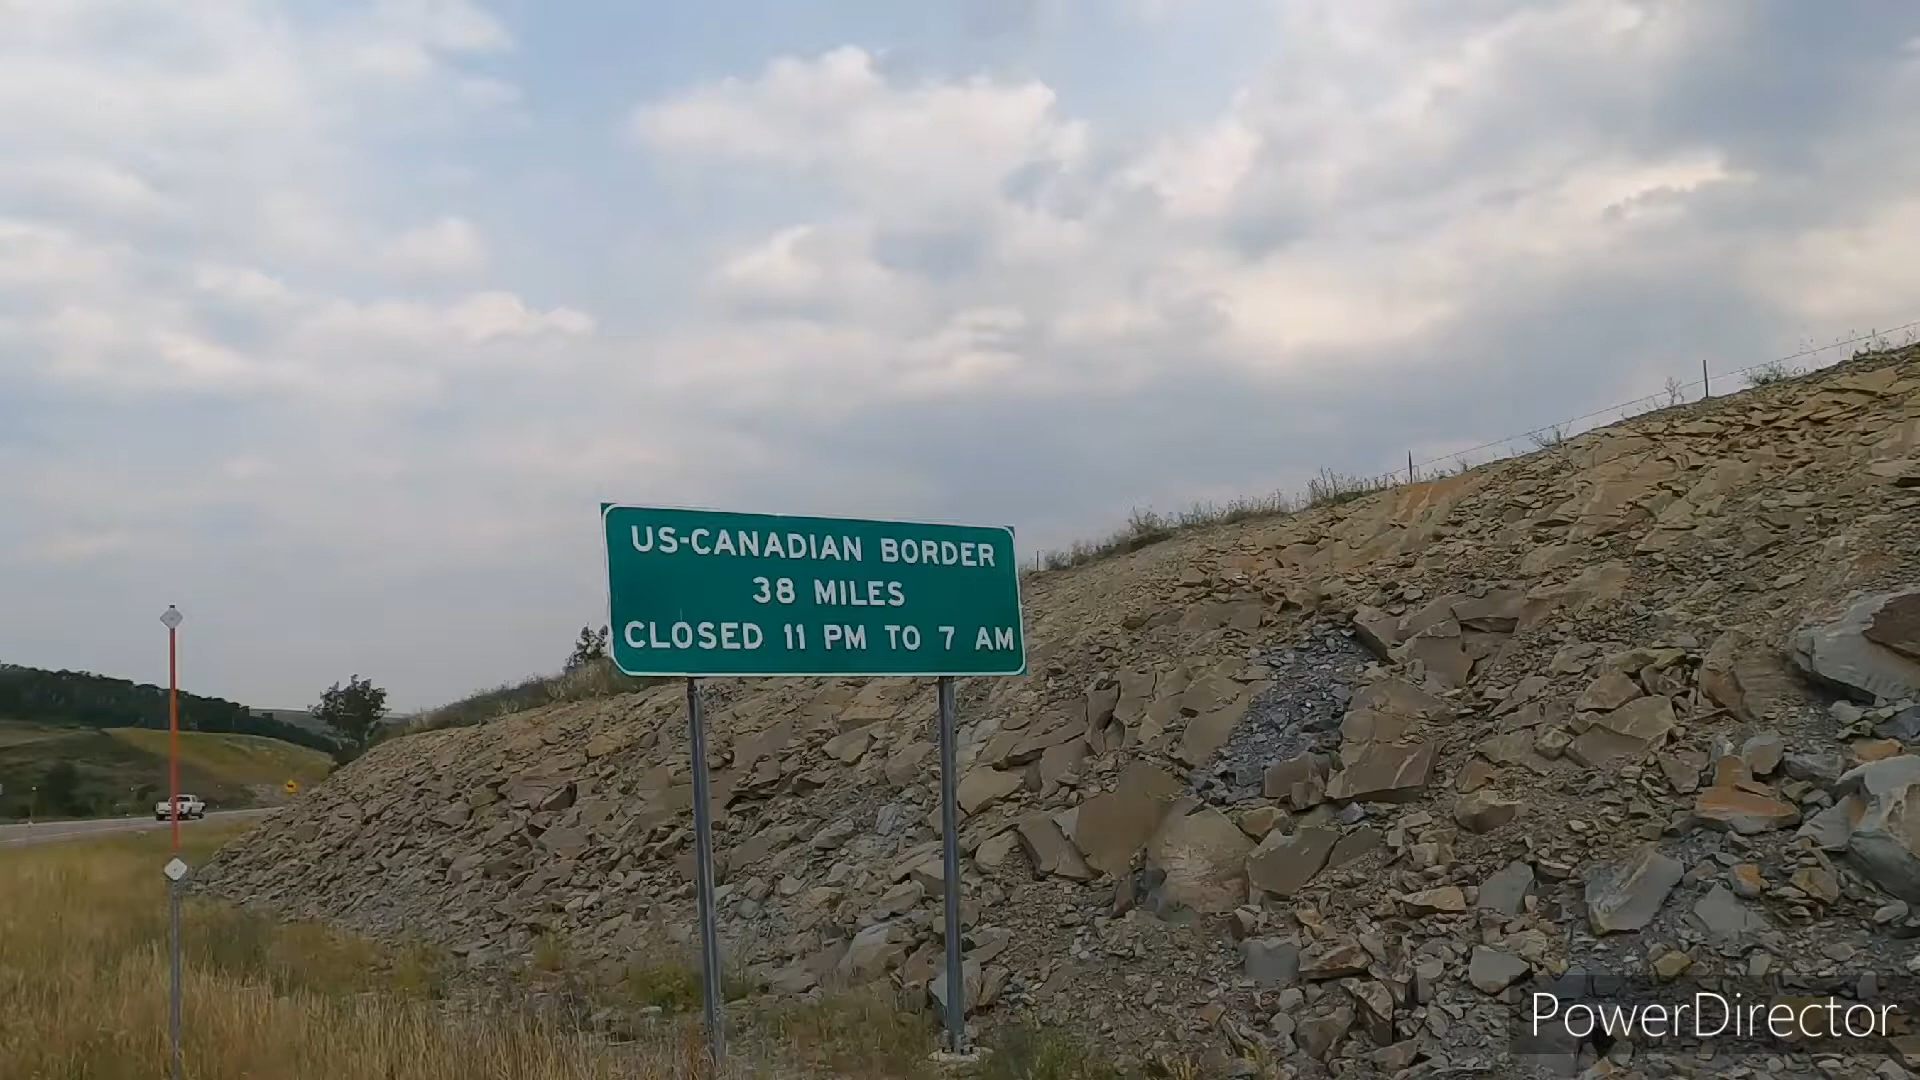 US-CANADIAN BORDER
38 MILES
CLOSED 11 PM TO 7 AM
PowerDirector